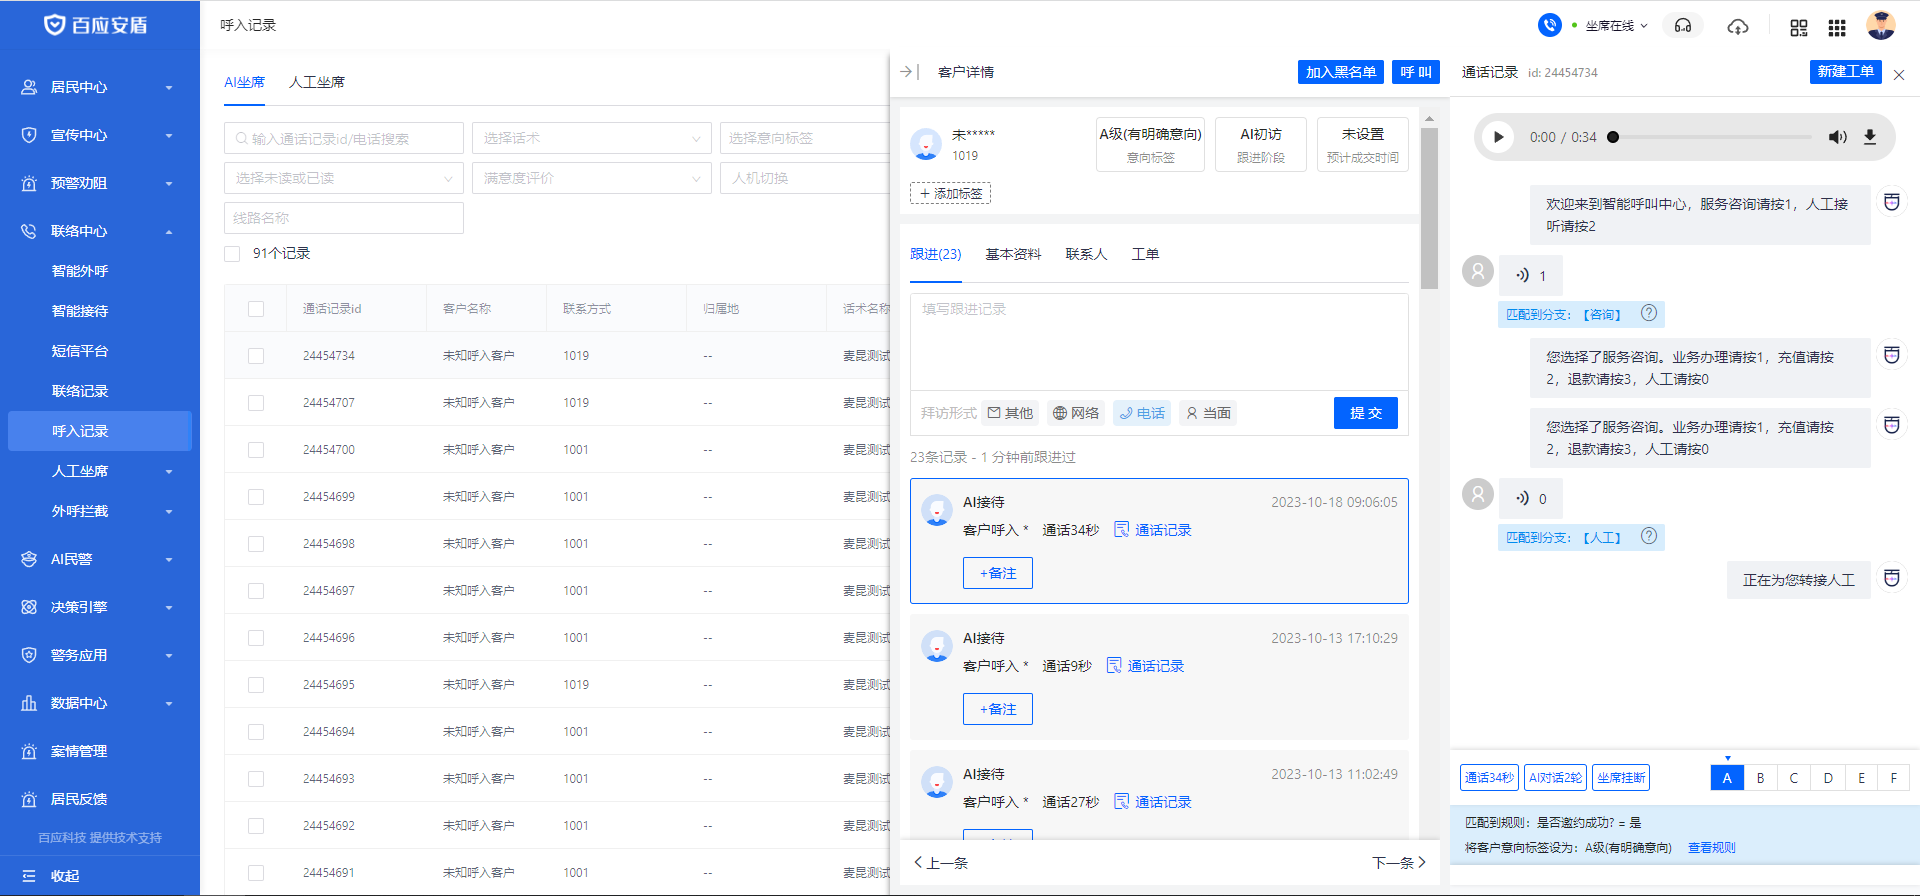 百应安盾
居民中心
宣传中心
预警劝阻
联络中心
智能外呼
智能接待
短信平台
联络记录
呼入记录
人工坐席
外呼拦截
AI民警
决策引擎
警务应用
数据中心
案情管理
居民反馈
百应科技 提供技术支持
收起
呼入记录
坐席在线
AI坐席 人工坐席
输入通话记录id/电话搜索 选择话术 选择意向标签
选择未读或已读 满意度评价 人机切换
线路名称
91个记录
通话记录id 客户名称 联系方式 归属地 话术名称
24454734 未知呼入客户 1019 -- 麦昆测试
24454707 未知呼入客户 1019 -- 麦昆测试
24454700 未知呼入客户 1001 -- 麦昆测试
24454699 未知呼入客户 1001 -- 麦昆测试
24454698 未知呼入客户 1001 -- 麦昆测试
24454697 未知呼入客户 1001 -- 麦昆测试
24454696 未知呼入客户 1001 -- 麦昆测试
24454695 未知呼入客户 1019 -- 麦昆测试
24454694 未知呼入客户 1001 -- 麦昆测试
24454693 未知呼入客户 1001 -- 麦昆测试
24454692 未知呼入客户 1001 -- 麦昆测试
24454691 未知呼入客户 1001 -- 麦昆测试
客户详情 加入黑名单 呼 叫
未*****
1019
A级(有明确意向)
意向标签
AI初访
跟进阶段
未设置
预计成交时间
+ 添加标签
跟进(23) 基本资料 联系人 工单
填写跟进记录
拜访形式 其他 网络 电话 当面 提 交
23条记录 - 1 分钟前跟进过
AI接待 2023-10-18 09:06:05
客户呼入 * 通话34秒 通话记录
+备注
AI接待 2023-10-13 17:10:29
客户呼入 * 通话9秒 通话记录
+备注
AI接待 2023-10-13 11:02:49
客户呼入 * 通话27秒 通话记录
上一条 下一条
通话记录 id: 24454734 新建工单
0:00 / 0:34
欢迎来到智能呼叫中心，服务咨询请按1，人工接
听请按2
1
匹配到分支：【咨询】 ?
您选择了服务咨询。业务办理请按1，充值请按
2，退款请按3，人工请按0
您选择了服务咨询。业务办理请按1，充值请按
2，退款请按3，人工请按0
0
匹配到分支：【人工】 ?
正在为您转接人工
通话34秒 AI对话2轮 坐席挂断 A B C D E F
匹配到规则：是否邀约成功? = 是
将客户意向标签设为：A级(有明确意向) 查看规则